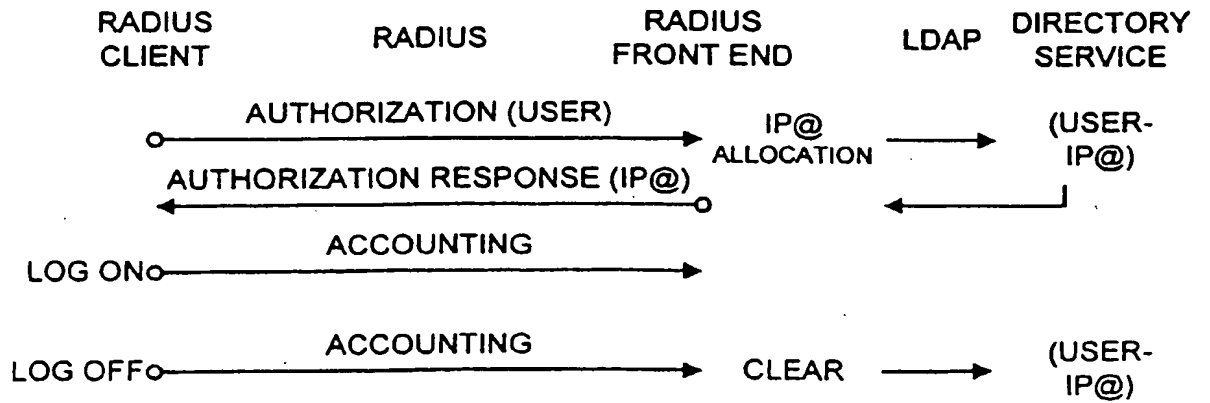 RADIUS CLIENT
RADIUS
RADIUS FRONT END
LDAP
DIRECTORY SERVICE
AUTHORIZATION (USER)
IP@ ALLOCATION
(USER-IP@)
AUTHORIZATION RESPONSE (IP@)
LOG ON
ACCOUNTING
LOG OFF
ACCOUNTING
CLEAR
(USER-IP@)